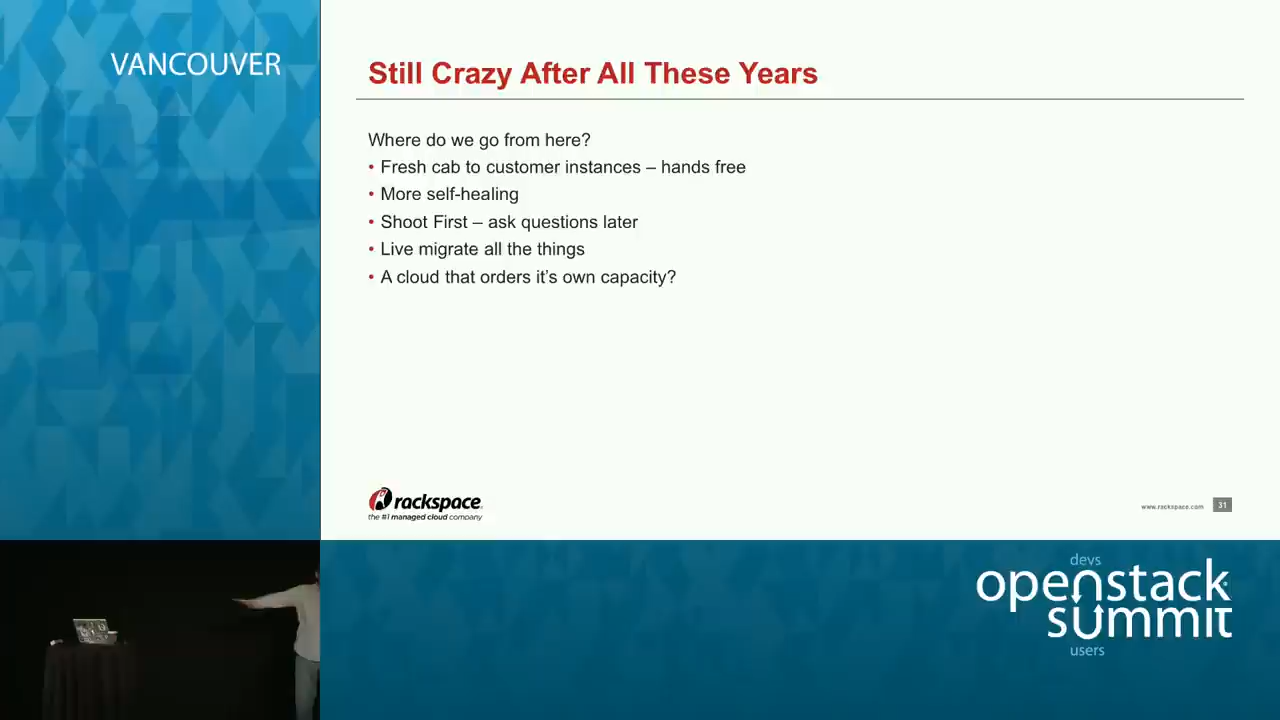 VANCOUVER
Still Crazy After All These Years
Where do we go from here?
• Fresh cab to customer instances – hands free
• More self-healing
• Shoot First – ask questions later
• Live migrate all the things
• A cloud that orders it’s own capacity?
rackspace.
the #1 managed cloud company
www.rackspace.com
31
devs
openstack
summit
users